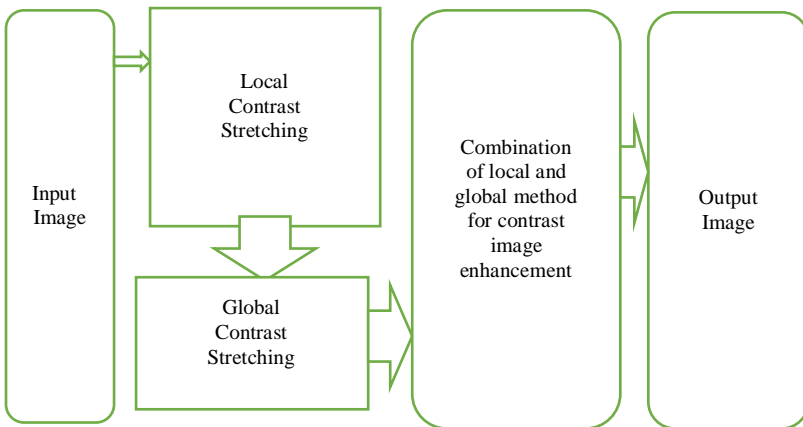 Input
Image
Local
Contrast
Stretching
Global
Contrast
Stretching
Combination
of local and
global method
for contrast
image
enhancement
Output
Image